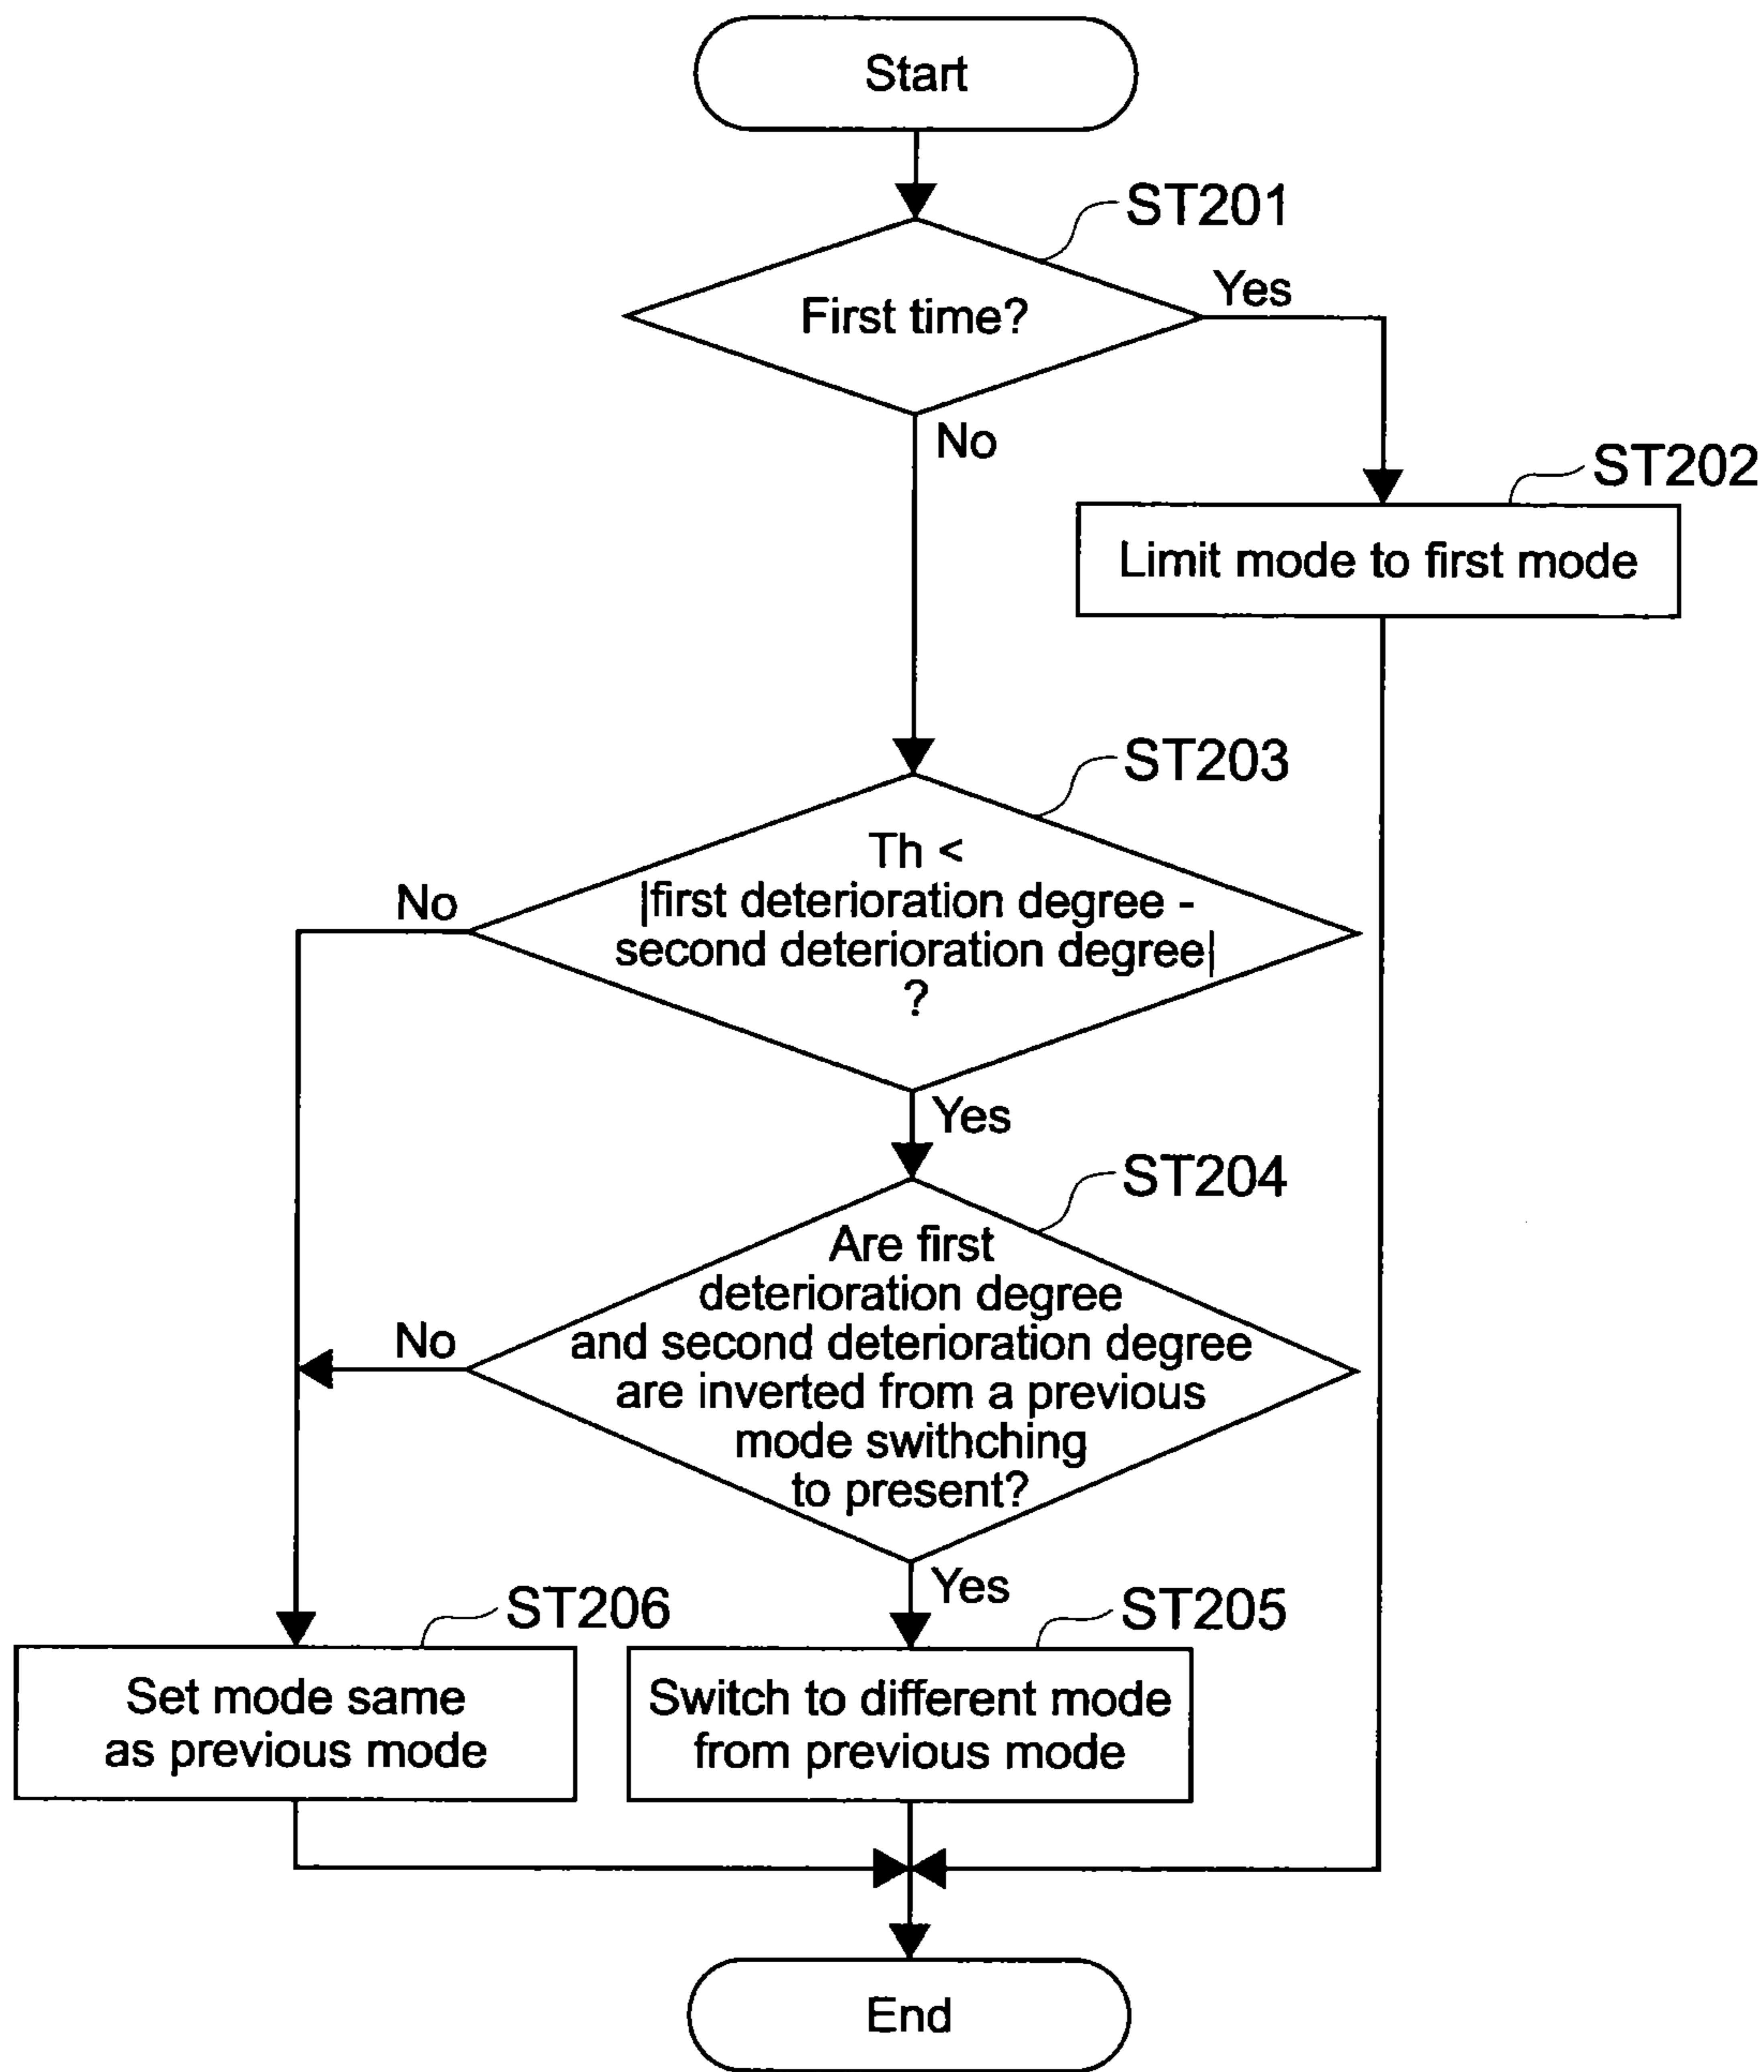 Start
ST201
First time?
Yes
No
ST202
Limit mode to first mode
ST203
Th <
|first deterioration degree -
second deterioration degree|
?
No
Yes
ST204
Are first
deterioration degree
and second deterioration degree
are inverted from a previous
mode swithching
to present?
No
Yes
ST206
Set mode same
as previous mode
ST205
Switch to different mode
from previous mode
End